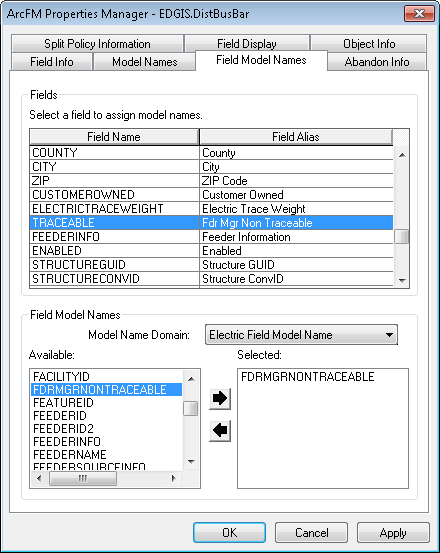 ArcFM Properties Manager - EDGIS.DistBusBar
Split Policy Information Field Display Object Info
Field Info Model Names Field Model Names Abandon Info
Fields
Select a field to assign model names.
Field Name Field Alias
COUNTY County
CITY City
ZIP ZIP Code
CUSTOMEROWNED Customer Owned
ELECTRICTRACEWEIGHT Electric Trace Weight
TRACEABLE Fdr Mgr Non Traceable
FEEDERINFO Feeder Information
ENABLED Enabled
STRUCTUREGUID Structure GUID
STRUCTURECONVID Structure ConvID
Field Model Names
Model Name Domain: Electric Field Model Name
Available: Selected:
FACILITYID FDRMGRNONTRACEABLE
FDRMGRNONTRACEABLE
FEATUREID
FEEDERID
FEEDERID2
FEEDERINFO
FEEDERNAME
FEEDERSOURCEINFO
OK Cancel Apply